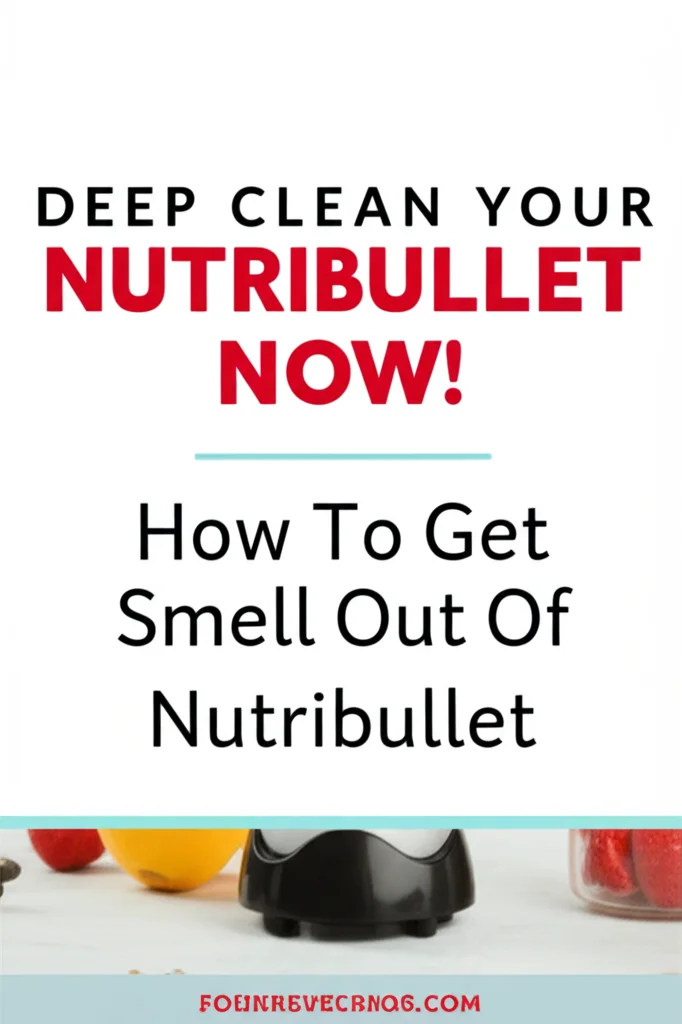 DEEP CLEAN YOUR
NUTRIBULLET
NOW!
How To Get
Smell Out Of
Nutribullet